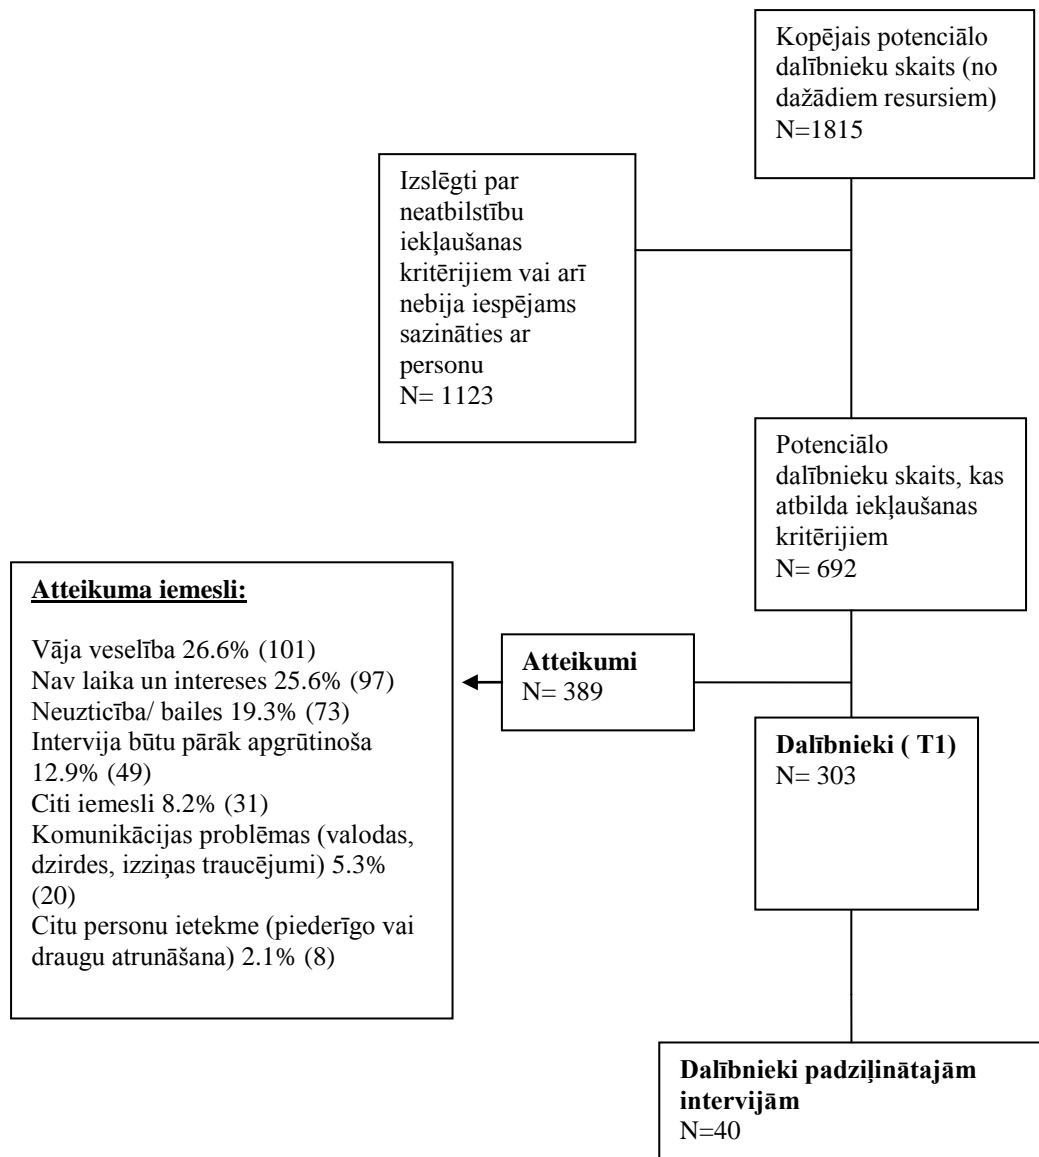 Kopējais potenciālo
dalībnieku skaits (no
dažādiem resursiem)
N=1815
Izslēgti par
neatbilstību
iekļaušanas
kritērijiem vai arī
nebija iespējams
sazināties ar
personu
N= 1123
Potenciālo
dalībnieku skaits, kas
atbilda iekļaušanas
kritērijiem
N= 692
Atteikuma iemesli:
Vāja veselība 26.6% (101)
Nav laika un intereses 25.6% (97)
Neuzticība/ bailes 19.3% (73)
Intervija būtu pārāk apgrūtinoša
12.9% (49)
Citi iemesli 8.2% (31)
Komunikācijas problēmas (valodas,
dzirdes, izziņas traucējumi) 5.3%
(20)
Citu personu ietekme (piederīgo vai
draugu atrunāšana) 2.1% (8)
Atteikumi
N= 389
Dalībnieki ( T1)
N= 303
Dalībnieki padziļinātajām
intervijām
N=40